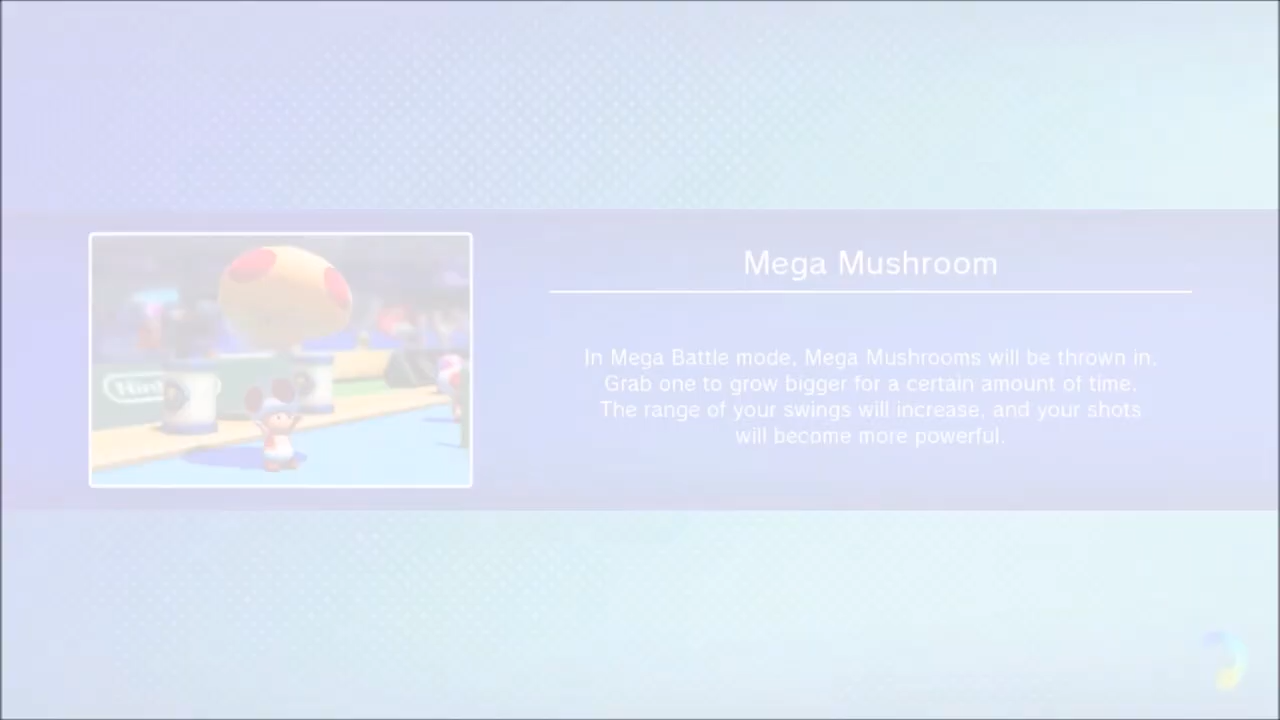 Mega Mushroom
In Mega Battle mode, Mega Mushrooms will be thrown in.
Grab one to grow bigger for a certain amount of time.
The range of your swings will increase, and your shots
will become more powerful.